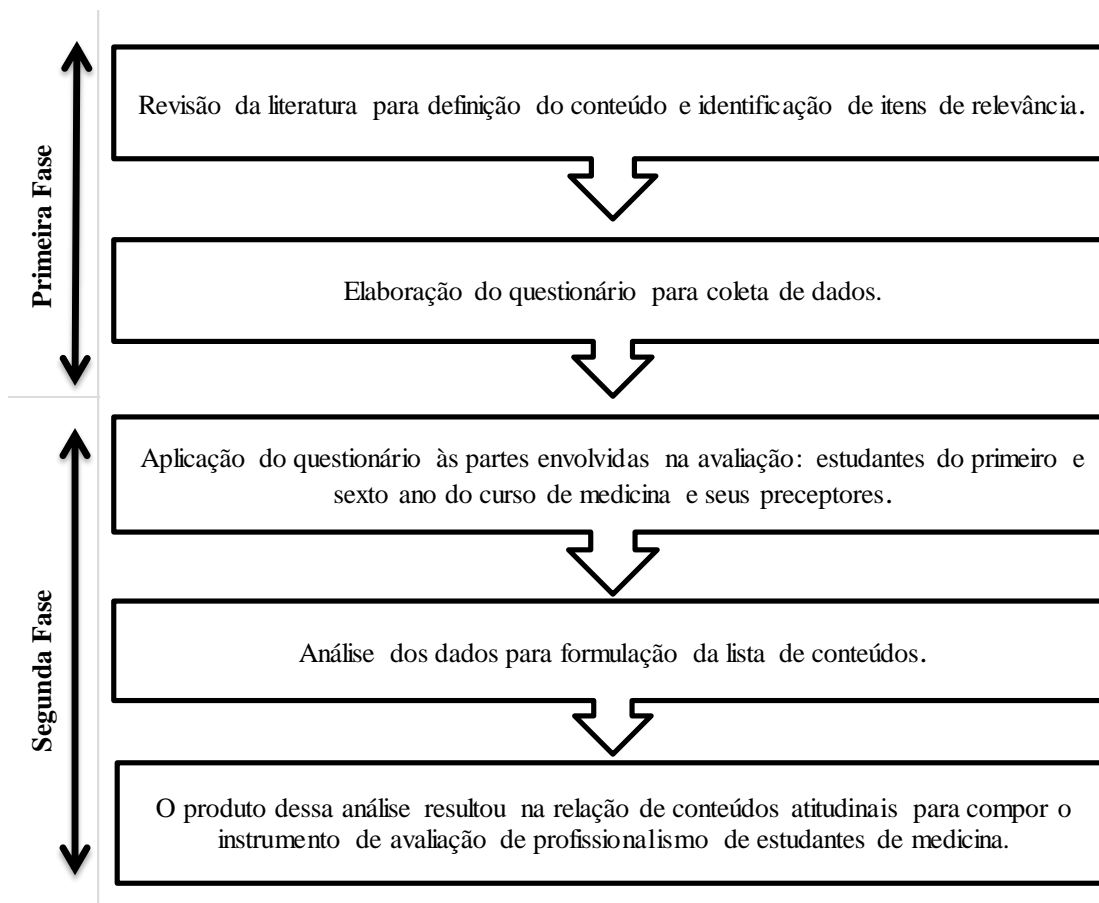 Primeira Fase
Revisão da literatura para definição do conteúdo e identificação de itens de relevância.
Elaboração do questionário para coleta de dados.
Segunda Fase
Aplicação do questionário às partes envolvidas na avaliação: estudantes do primeiro e
sexto ano do curso de medicina e seus preceptores.
Análise dos dados para formulação da lista de conteúdos.
O produto dessa análise resultou na relação de conteúdos atitudinais para compor o
instrumento de avaliação de profissionalismo de estudantes de medicina.